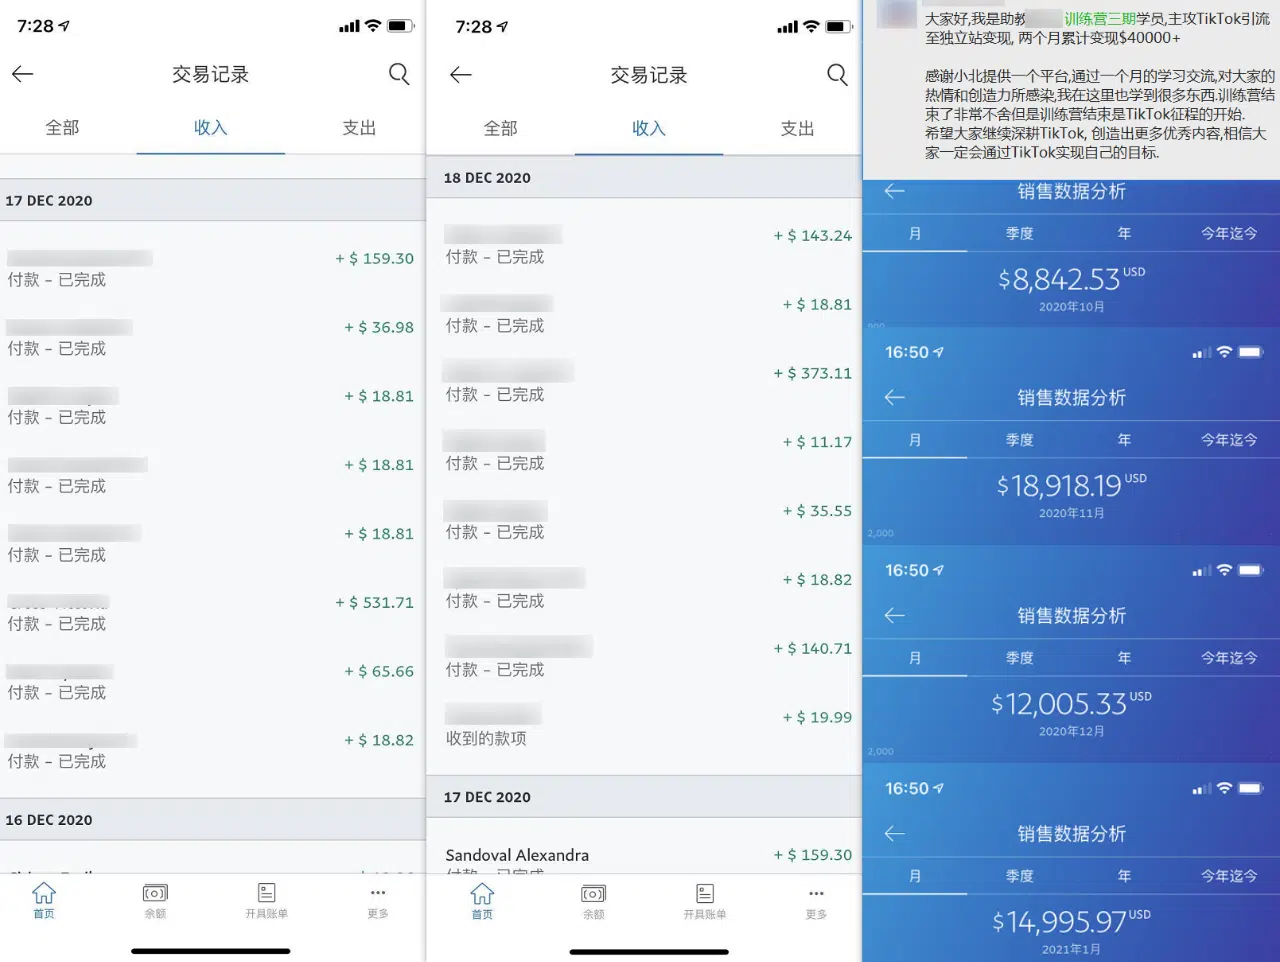 7:28
交易记录
全部
收入
支出
17 DEC 2020
+ $ 159.30
付款 – 已完成
+ $ 36.98
付款 – 已完成
+ $ 18.81
付款 – 已完成
+ $ 18.81
付款 – 已完成
+ $ 18.81
付款 – 已完成
+ $ 531.71
付款 – 已完成
+ $ 65.66
付款 – 已完成
+ $ 18.82
付款 – 已完成
16 DEC 2020
首页
余额
开具账单
更多
7:28
交易记录
全部
收入
支出
18 DEC 2020
+ $ 143.24
付款 – 已完成
+ $ 18.81
付款 – 已完成
+ $ 373.11
付款 – 已完成
+ $ 11.17
付款 – 已完成
+ $ 35.55
付款 – 已完成
+ $ 18.82
付款 – 已完成
+ $ 140.71
付款 – 已完成
+ $ 19.99
收到的款项
17 DEC 2020
Sandoval Alexandra
+ $ 159.30
付款 – 已完成
首页
余额
开具账单
更多
大家好,我是助教 训练营三期学员,主攻TikTok引流
至独立站变现, 两个月累计变现$40000+
感谢小北提供一个平台,通过一个月的学习交流,对大家的
热情和创造力所感染,我在这里也学到很多东西.训练营结
束了非常不舍但是训练营结束是TikTok征程的开始.
希望大家继续深耕TikTok, 创造出更多优秀内容,相信大
家一定会通过TikTok实现自己的目标.
销售数据分析
月
季度
年
今年迄今
$8,842.53 USD
2020年10月
16:50
销售数据分析
月
季度
年
今年迄今
$18,918.19 USD
2020年11月
2,000
16:50
销售数据分析
月
季度
年
今年迄今
$12,005.33 USD
2020年12月
2,000
16:50
销售数据分析
月
季度
年
今年迄今
$14,995.97 USD
2021年1月